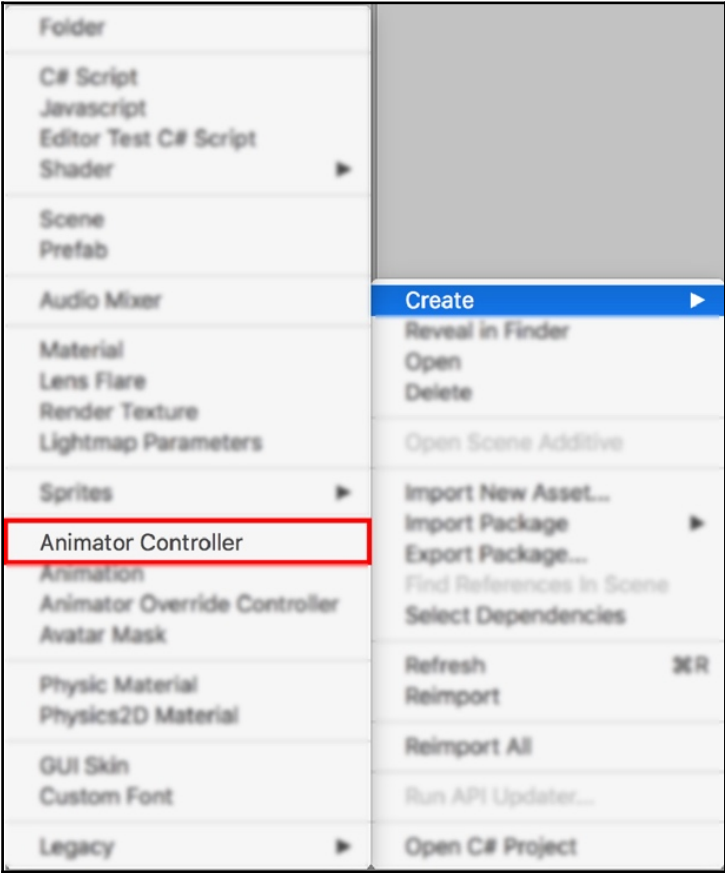 Folder
C# Script
Javascript
Editor Test C# Script
Shader
Scene
Prefab
Audio Mixer
Material
Lens Flare
Render Texture
Lightmap Parameters
Sprites
Animator Controller
Animation
Animator Override Controller
Avatar Mask
Physic Material
Physics2D Material
GUI Skin
Custom Font
Legacy
Create
Reveal in Finder
Open
Delete
Open Scene Additive
Import New Asset...
Import Package
Export Package...
Find References In Scene
Select Dependencies
Refresh ⌘R
Reimport
Reimport All
Run API Updater...
Open C# Project